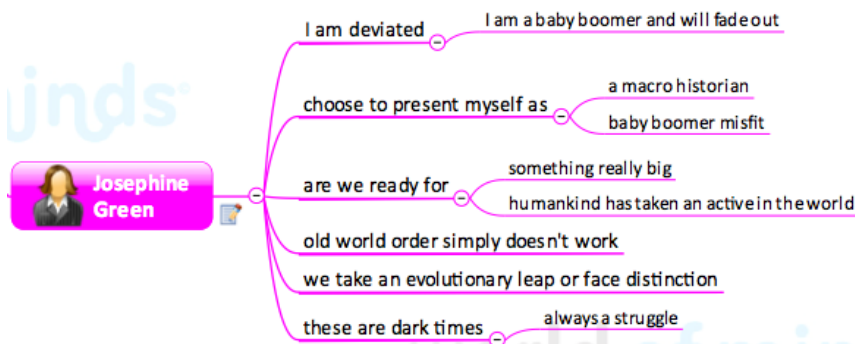 I am deviated
I am a baby boomer and will fade out
choose to present myself as
a macro historian
baby boomer misfit
Josephine
Green
are we ready for
something really big
humankind has taken an active in the world
old world order simply doesn't work
we take an evolutionary leap or face distinction
these are dark times
always a struggle